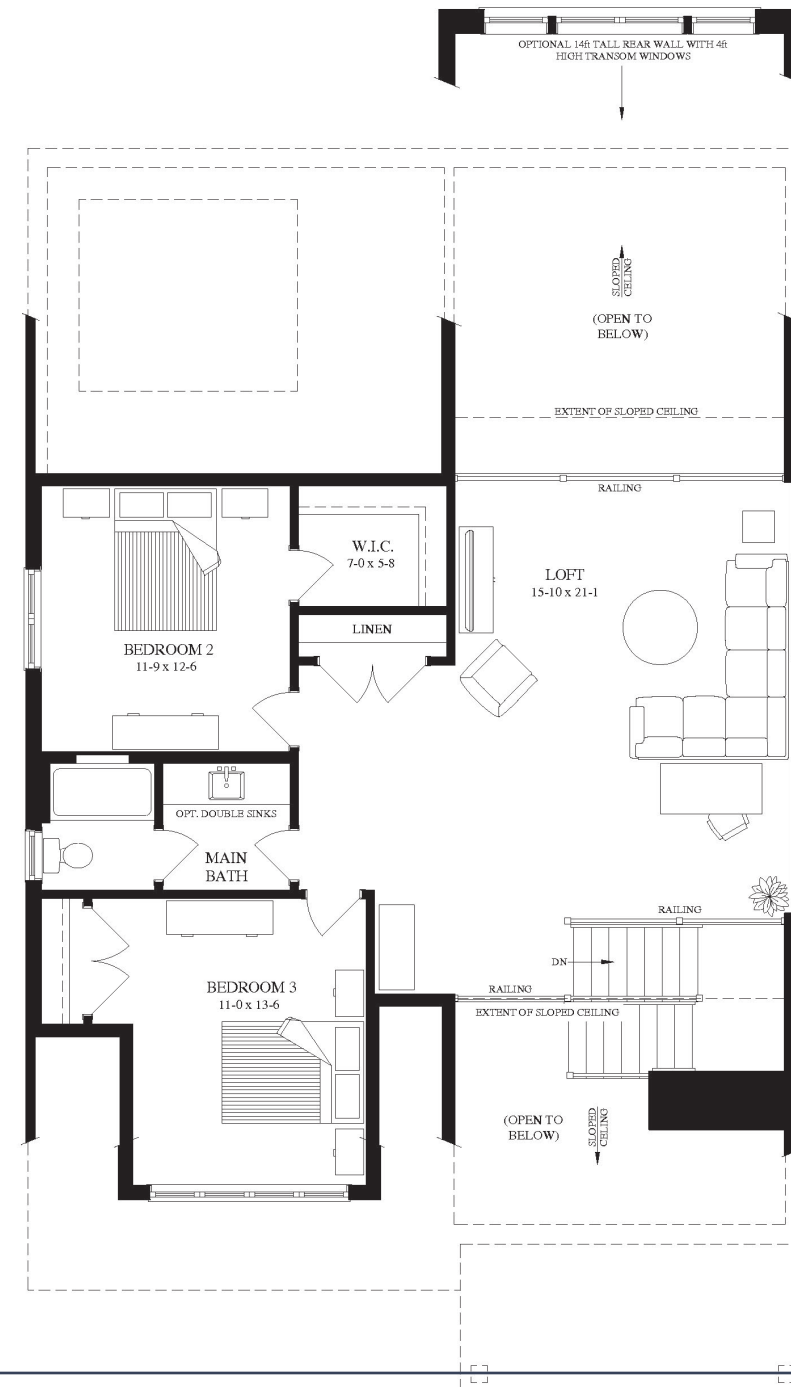 OPTIONAL 14ft TALL REAR WALL WITH 4ft
HIGH TRANSOM WINDOWS
SLOPED
CEILING
(OPEN TO
BELOW)
EXTENT OF SLOPED CEILING
RAILING
W.I.C.
7-0 x 5-8
LOFT
15-10 x 21-1
LINEN
BEDROOM 2
11-9 x 12-6
OPT. DOUBLE SINKS
MAIN
BATH
RAILING
DN
BEDROOM 3
11-0 x 13-6
RAILING
EXTENT OF SLOPED CEILING
(OPEN TO
BELOW)
SLOPED
CEILING